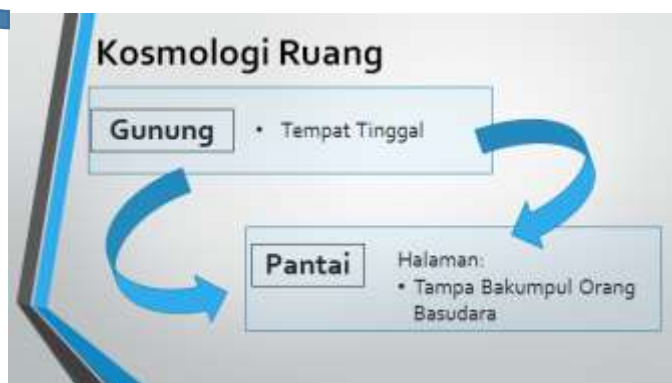 Kosmologi Ruang
Gunung
• Tempat Tinggal
Pantai
Halaman:
• Tampa Bakumpul Orang
Basudara